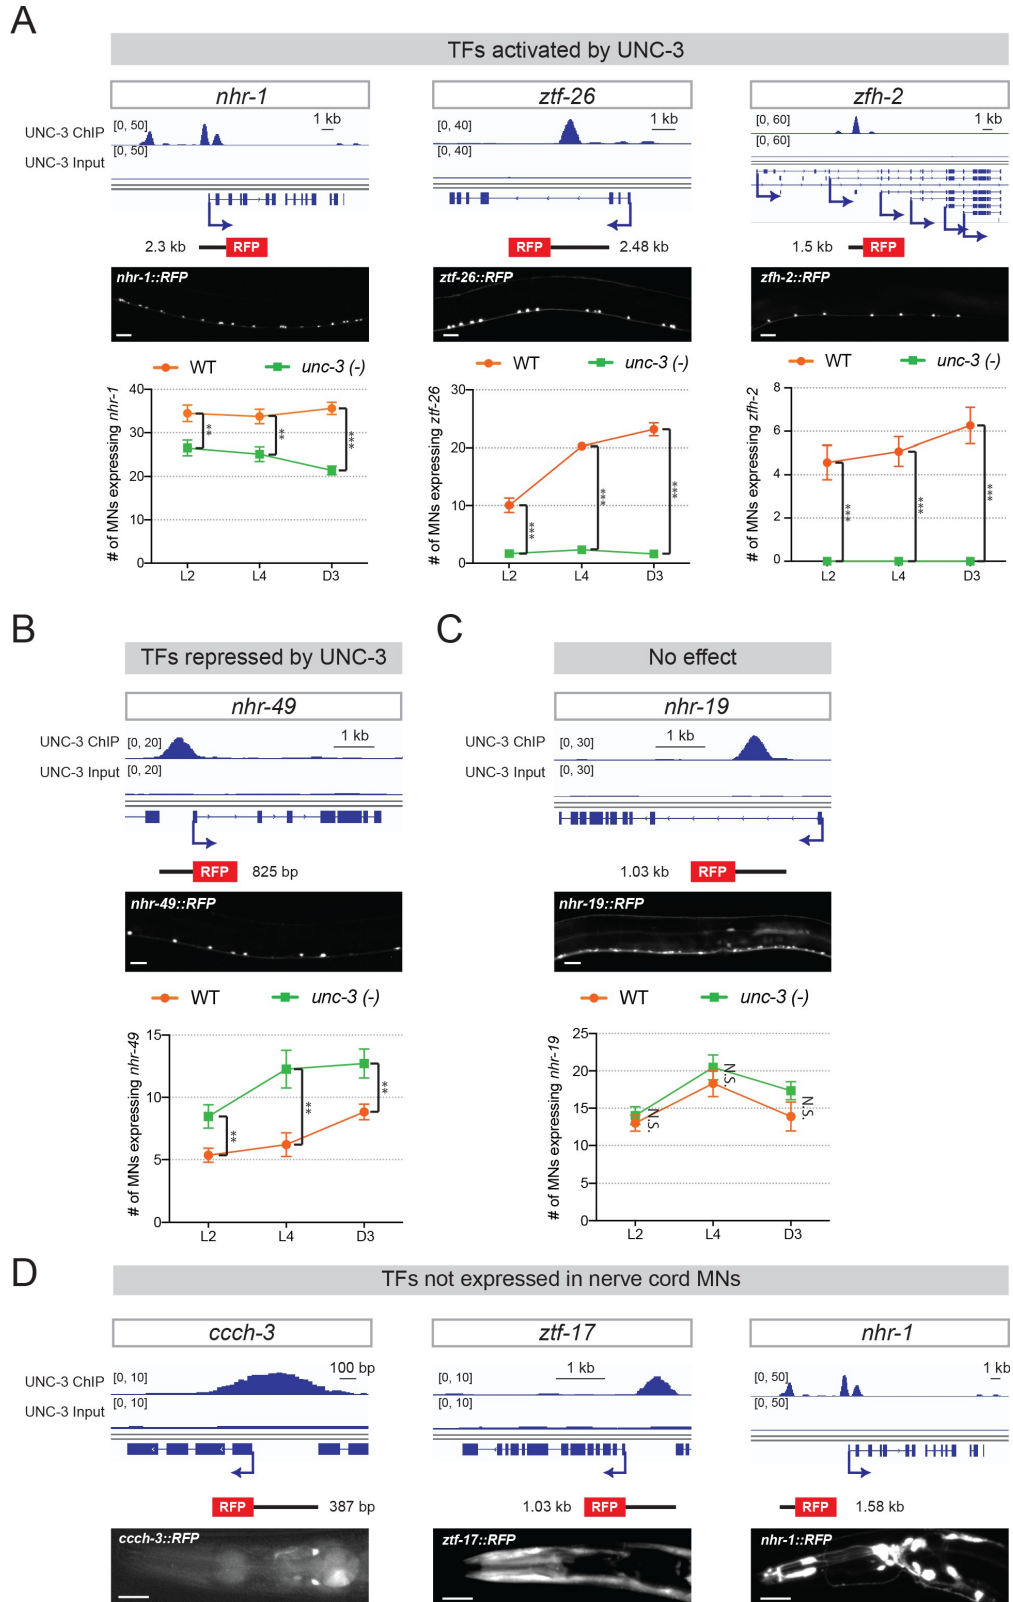 A
TFs activated by UNC-3
nhr-1
ztf-26
zfh-2
UNC-3 ChIP
[0, 50]
1 kb
[0, 40]
1 kb
[0, 60]
1 kb
UNC-3 Input
[0, 50]
[0, 40]
[0, 60]
2.3 kb
RFP
RFP
2.48 kb
1.5 kb
RFP
nhr-1::RFP
ztf-26::RFP
zfh-2::RFP
WT
unc-3 (-)
WT
unc-3 (-)
WT
unc-3 (-)
# of MNs expressing nhr-1
40
30
20
10
0
**
**
***
L2
L4
D3
# of MNs expressing ztf-26
30
20
10
0
***
***
***
L2
L4
D3
# of MNs expressing zfh-2
8
6
4
2
0
***
***
***
L2
L4
D3
B
TFs repressed by UNC-3
nhr-49
UNC-3 ChIP
[0, 20]
1 kb
UNC-3 Input
[0, 20]
RFP
825 bp
nhr-49::RFP
WT
unc-3 (-)
# of MNs expressing nhr-49
15
10
5
0
**
**
**
L2
L4
D3
C
No effect
nhr-19
UNC-3 ChIP
[0, 30]
1 kb
UNC-3 Input
[0, 30]
1.03 kb
RFP
nhr-19::RFP
WT
unc-3 (-)
# of MNs expressing nhr-19
25
20
15
10
5
0
N.S.
N.S.
N.S.
L2
L4
D3
D
TFs not expressed in nerve cord MNs
ccch-3
ztf-17
nhr-1
UNC-3 ChIP
[0, 10]
100 bp
[0, 10]
1 kb
[0, 50]
1 kb
UNC-3 Input
[0, 10]
[0, 10]
[0, 50]
RFP
387 bp
1.03 kb
RFP
RFP
1.58 kb
ccch-3::RFP
ztf-17::RFP
nhr-1::RFP